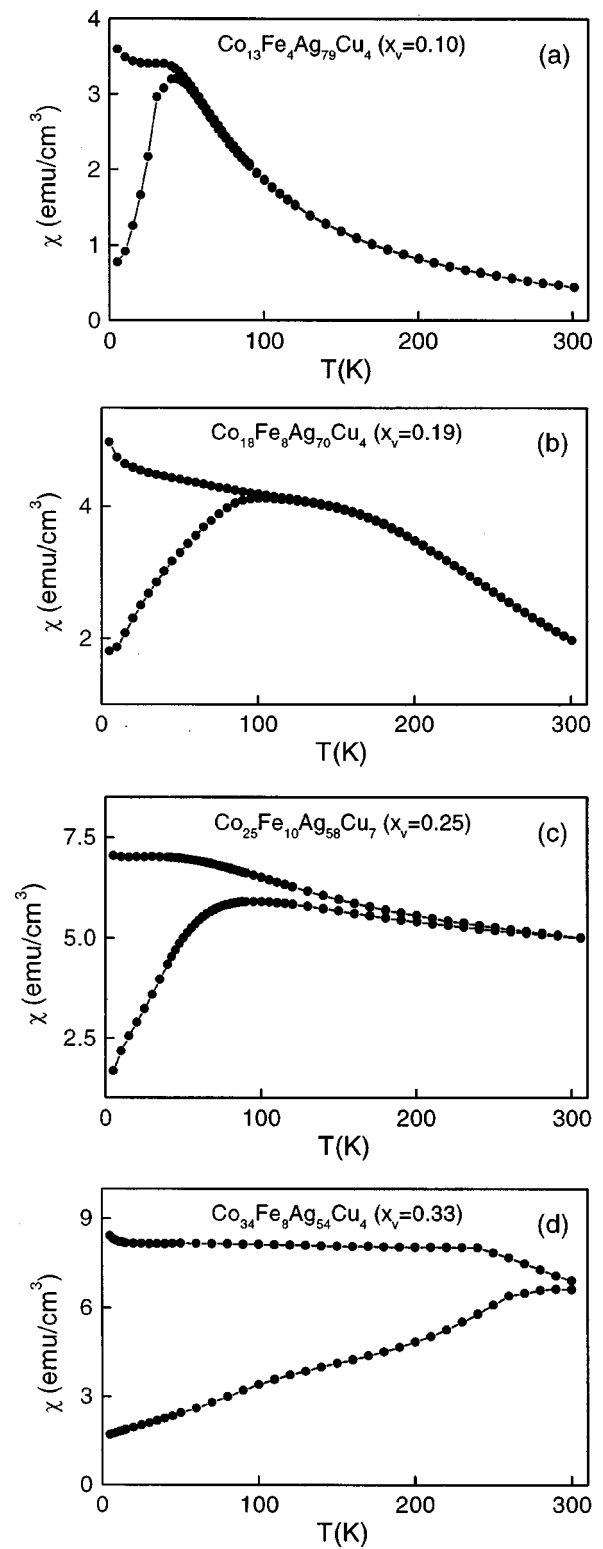 Co₁₃Fe₄Ag₇₉Cu₄ (xᵥ=0.10)
(a)
4
3
2
1
0
χ (emu/cm³)
0 100 200 300
T(K)
Co₁₈Fe₈Ag₇₀Cu₄ (xᵥ=0.19)
(b)
4
2
χ (emu/cm³)
0 100 200 300
T(K)
Co₂₅Fe₁₀Ag₅₈Cu₇ (xᵥ=0.25)
(c)
7.5
5.0
2.5
χ (emu/cm³)
0 100 200 300
T(K)
Co₃₄Fe₈Ag₅₄Cu₄ (xᵥ=0.33)
(d)
9
6
3
0
χ (emu/cm³)
0 100 200 300
T(K)